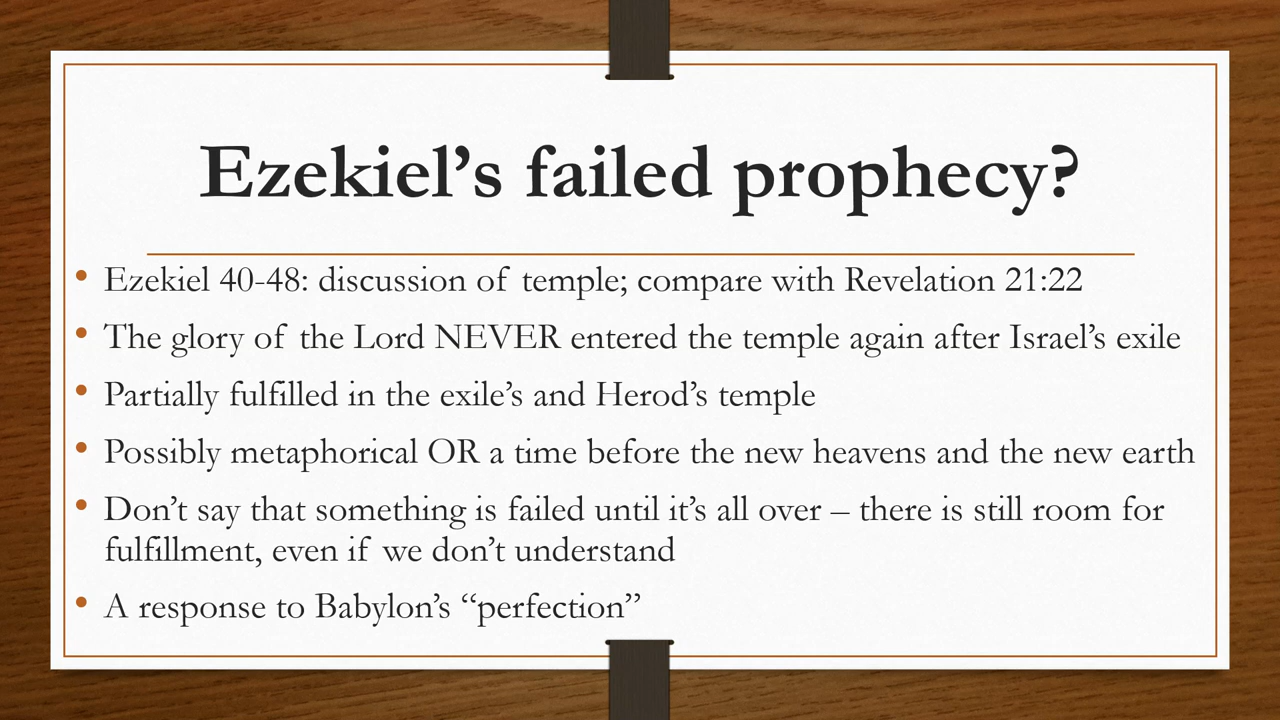 Ezekiel’s failed prophecy?
• Ezekiel 40-48: discussion of temple; compare with Revelation 21:22
• The glory of the Lord NEVER entered the temple again after Israel’s exile
• Partially fulfilled in the exile’s and Herod’s temple
• Possibly metaphorical OR a time before the new heavens and the new earth
• Don’t say that something is failed until it’s all over – there is still room for
fulfillment, even if we don’t understand
• A response to Babylon’s “perfection”